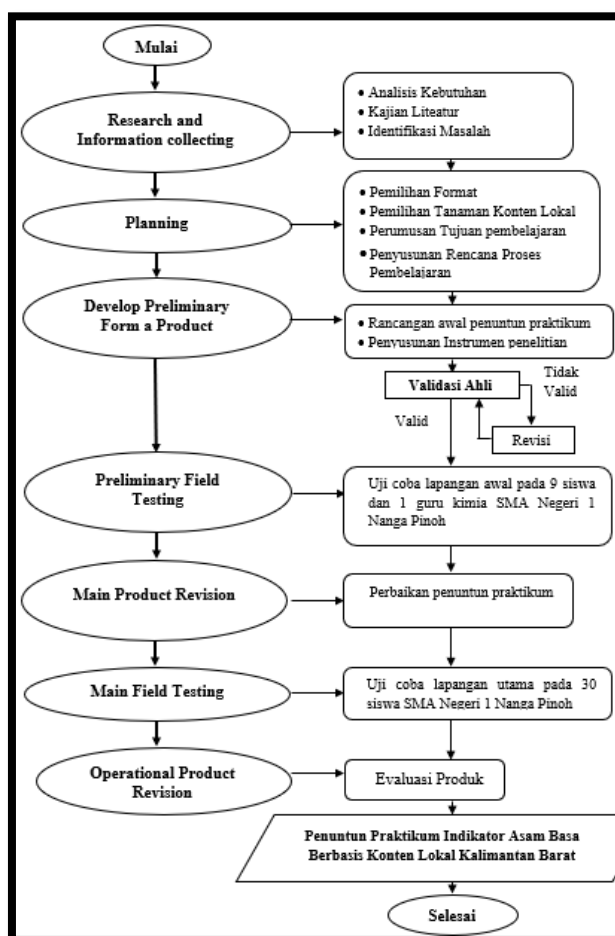 Mulai
Research and
Information collecting
• Analisis Kebutuhan
• Kajian Liteatur
• Identifikasi Masalah
Planning
• Pemilihan Format
• Pemilihan Tanaman Konten Lokal
• Perumusan Tujuan pembelajaran
• Penyusunan Rencana Proses
Pembelajaran
Develop Preliminary
Form a Product
• Rancangan awal penuntun praktikum
• Penyusunan Instrumen penelitian
Validasi Ahli
Tidak
Valid
Valid
Revisi
Preliminary Field
Testing
Uji coba lapangan awal pada 9 siswa
dan 1 guru kimia SMA Negeri 1
Nanga Pinoh
Main Product Revision
Perbaikan penuntun praktikum
Main Field Testing
Uji coba lapangan utama pada 30
siswa SMA Negeri 1 Nanga Pinoh
Operational Product
Revision
Evaluasi Produk
Penuntun Praktikum Indikator Asam Basa
Berbasis Konten Lokal Kalimantan Barat
Selesai